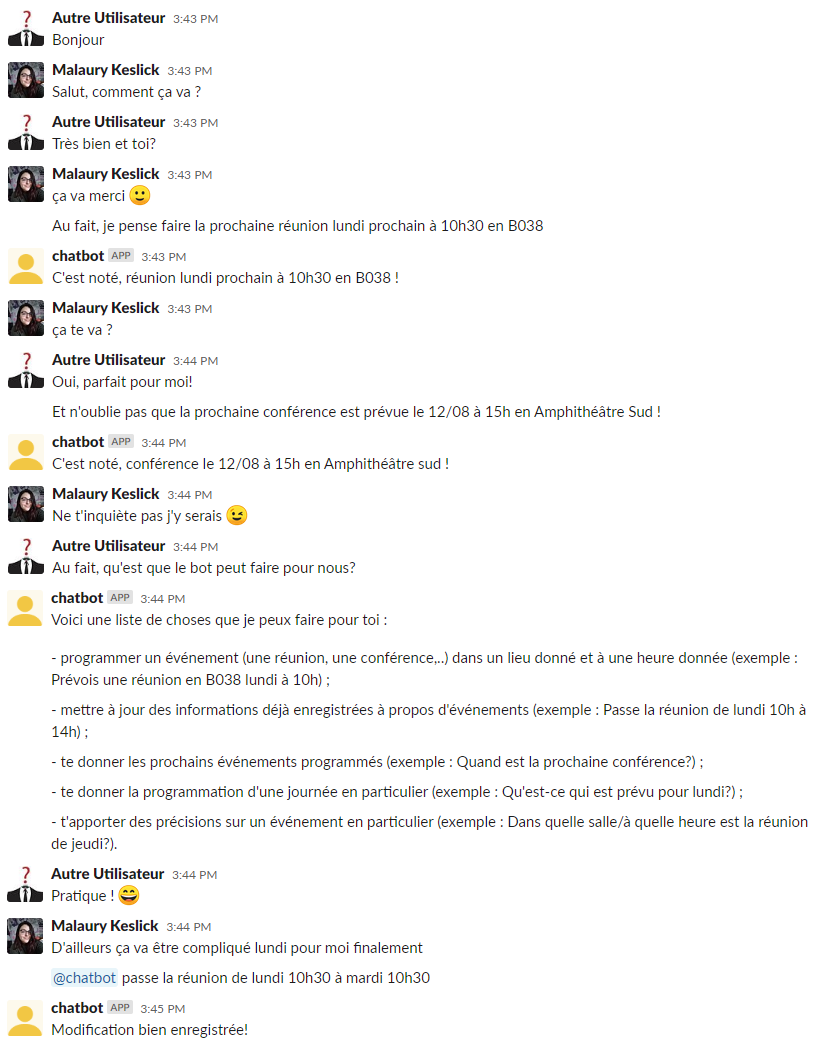 Autre Utilisateur 3:43 PM
Bonjour
Malaury Keslick 3:43 PM
Salut, comment ça va ?
Autre Utilisateur 3:43 PM
Très bien et toi?
Malaury Keslick 3:43 PM
ça va merci 🙂
Au fait, je pense faire la prochaine réunion lundi prochain à 10h30 en B038
chatbot APP 3:43 PM
C'est noté, réunion lundi prochain à 10h30 en B038 !
Malaury Keslick 3:43 PM
ça te va ?
Autre Utilisateur 3:44 PM
Oui, parfait pour moi!
Et n'oublie pas que la prochaine conférence est prévue le 12/08 à 15h en Amphithéâtre Sud !
chatbot APP 3:44 PM
C'est noté, conférence le 12/08 à 15h en Amphithéâtre sud !
Malaury Keslick 3:44 PM
Ne t'inquiète pas j'y serais 😉
Autre Utilisateur 3:44 PM
Au fait, qu'est que le bot peut faire pour nous?
chatbot APP 3:44 PM
Voici une liste de choses que je peux faire pour toi :
- programmer un événement (une réunion, une conférence,..) dans un lieu donné et à une heure donnée (exemple :
Prévois une réunion en B038 lundi à 10h) ;
- mettre à jour des informations déjà enregistrées à propos d'événements (exemple : Passe la réunion de lundi 10h à
14h) ;
- te donner les prochains événements programmés (exemple : Quand est la prochaine conférence?) ;
- te donner la programmation d'une journée en particulier (exemple : Qu'est-ce qui est prévu pour lundi?) ;
- t'apporter des précisions sur un événement en particulier (exemple : Dans quelle salle/à quelle heure est la réunion
de jeudi?).
Autre Utilisateur 3:44 PM
Pratique ! 😄
Malaury Keslick 3:44 PM
D'ailleurs ça va être compliqué lundi pour moi finalement
@chatbot passe la réunion de lundi 10h30 à mardi 10h30
chatbot APP 3:45 PM
Modification bien enregistrée!